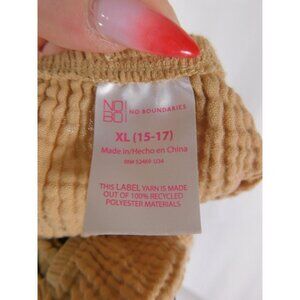 NO BO
NO BOUNDARIES
XL (15-17)
Made in/Hecho en China
RN# 52469 U34
THIS LABEL YARN IS MADE
OUT OF 100% RECYCLED
POLYESTER MATERIALS